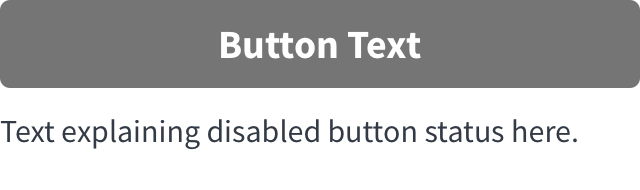 Button Text
Text explaining disabled button status here.